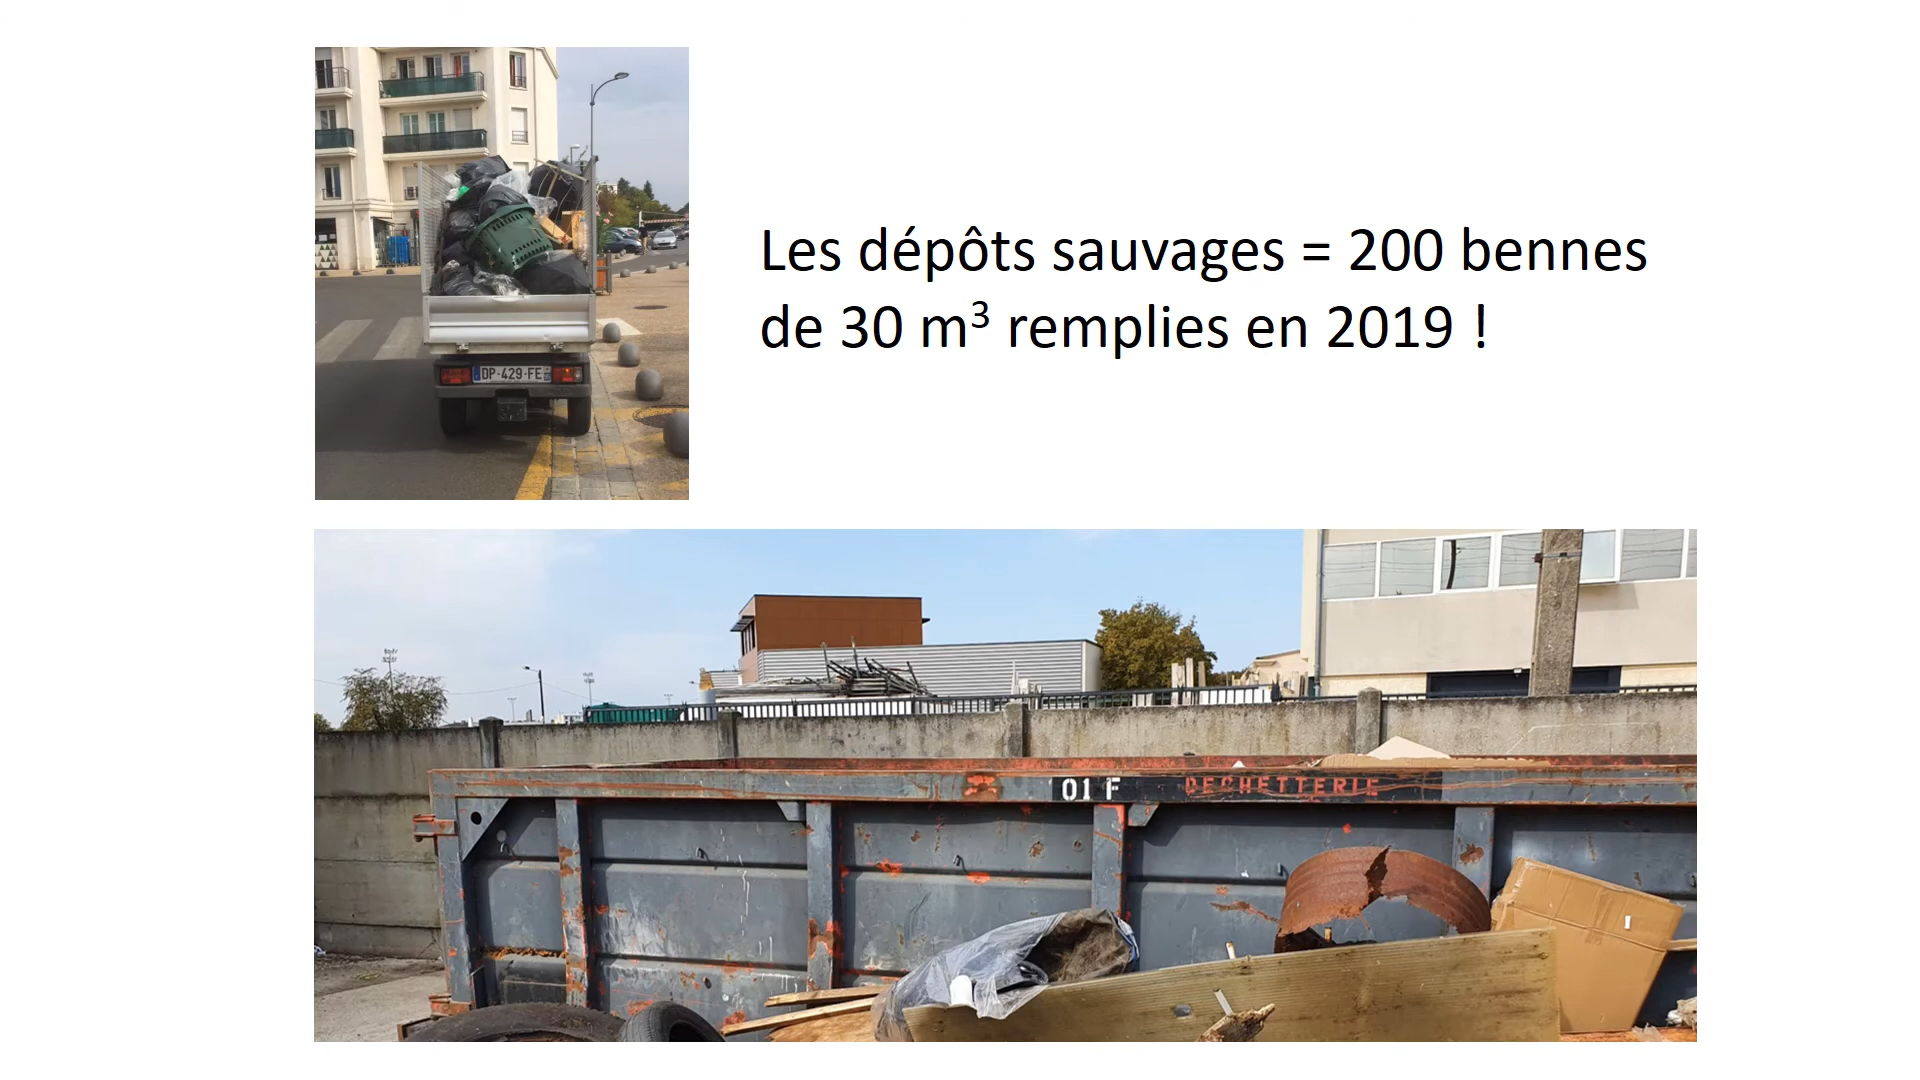 Les dépôts sauvages = 200 bennes
de 30 m³ remplies en 2019 !
DP-429-FE
01 F DECHETTERIE